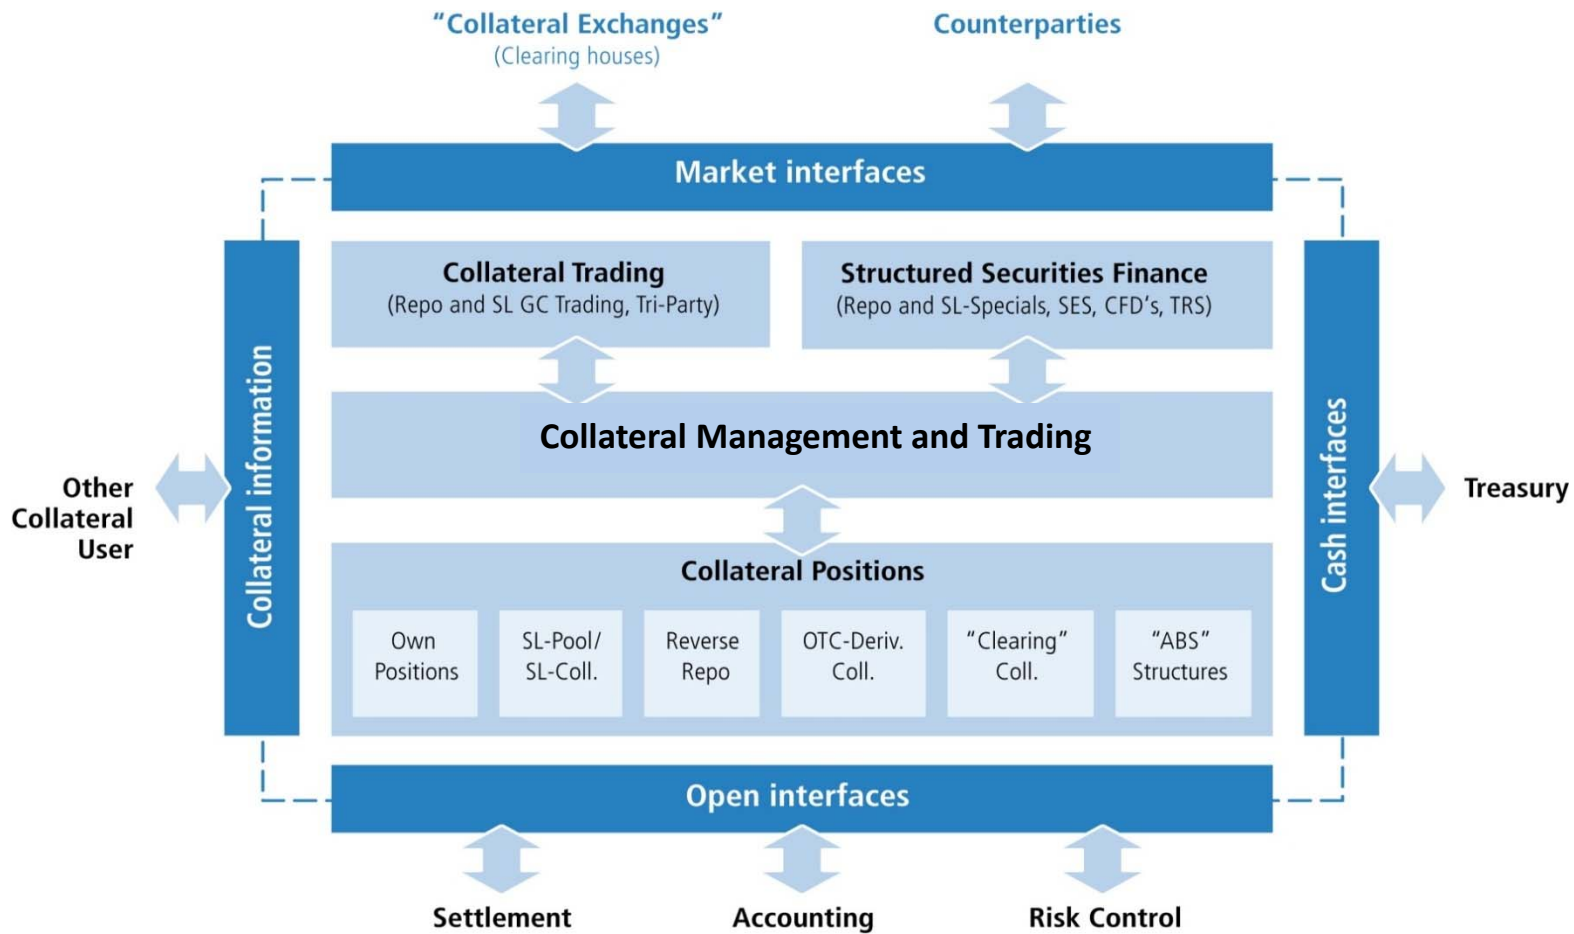 “Collateral Exchanges”
(Clearing houses)
Counterparties
Market interfaces
Collateral Trading
(Repo and SL GC Trading, Tri-Party)
Structured Securities Finance
(Repo and SL-Specials, SES, CFD‘s, TRS)
Collateral information
Cash interfaces
Collateral Management and Trading
Other
Collateral
User
Treasury
Collateral Positions
Own
Positions
SL-Pool/
SL-Coll.
Reverse
Repo
OTC-Deriv.
Coll.
“Clearing”
Coll.
“ABS”
Structures
Open interfaces
Settlement
Accounting
Risk Control